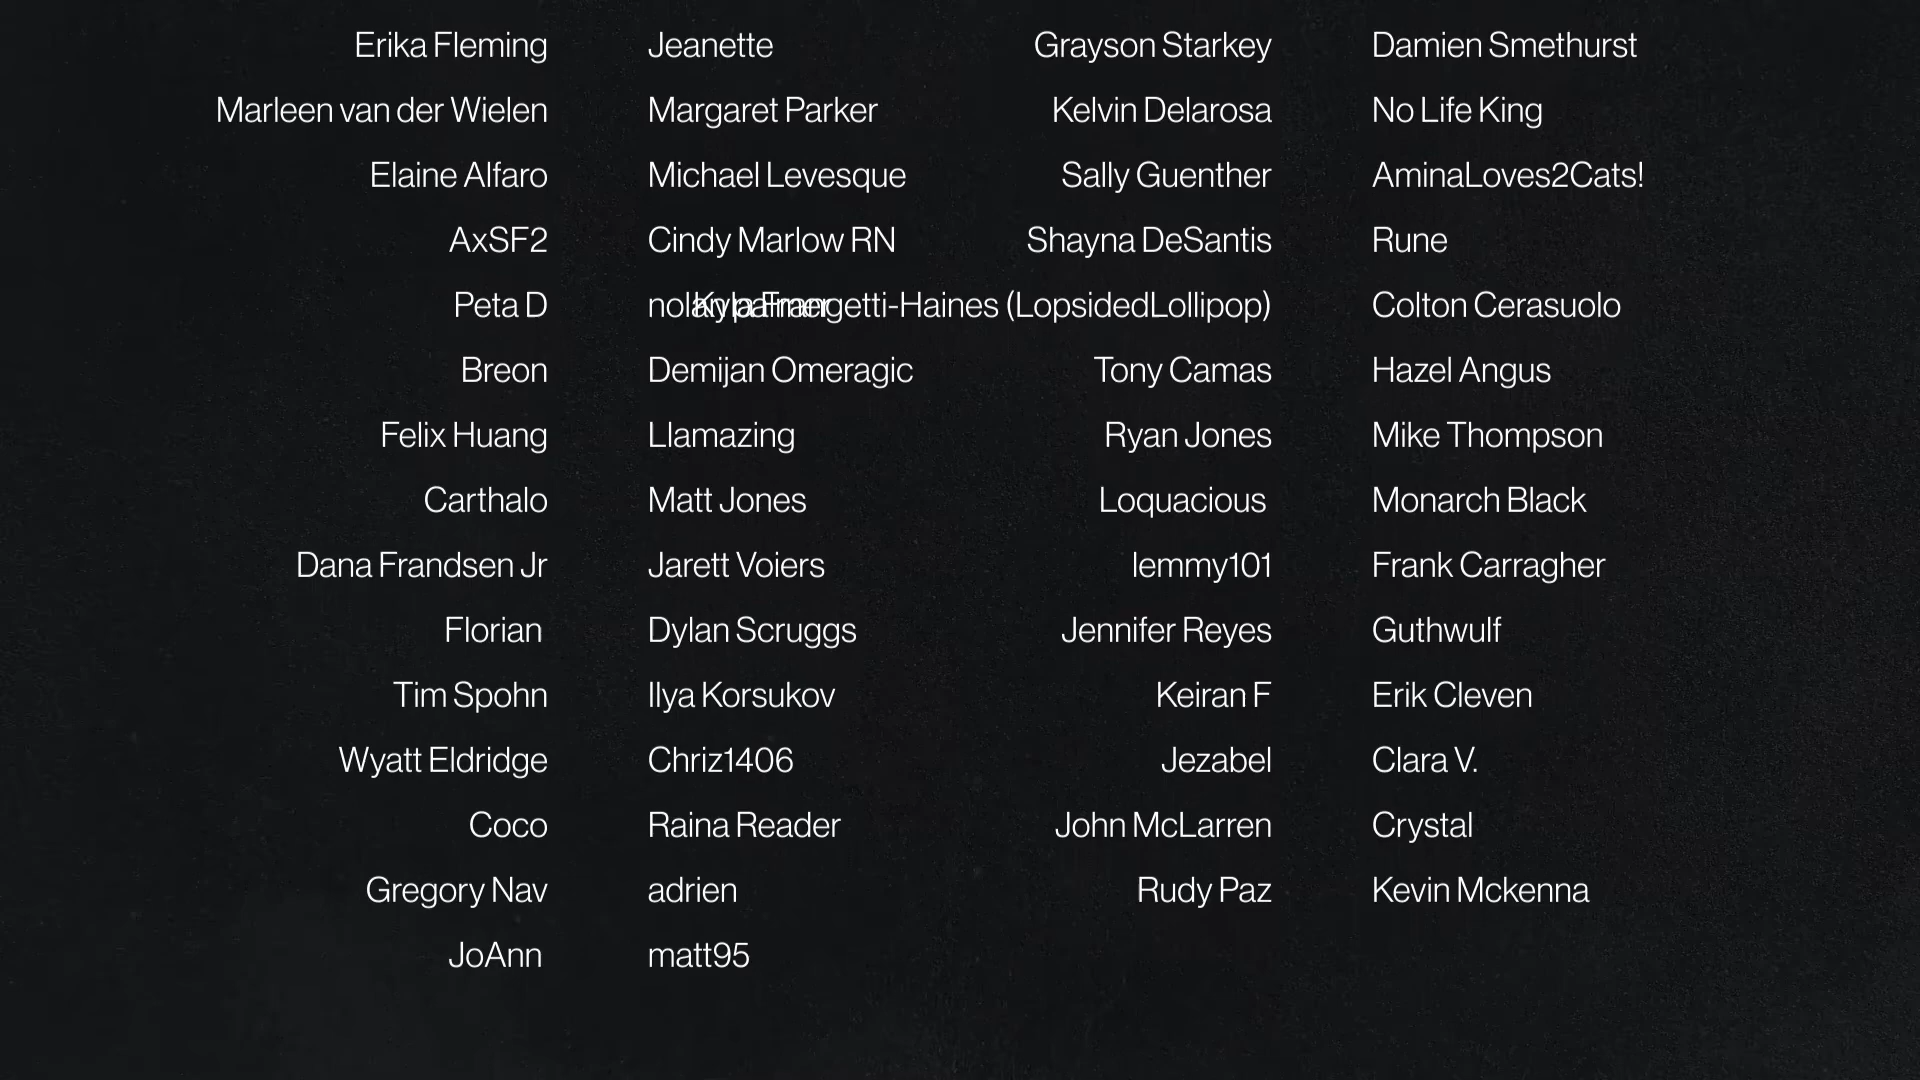 Erika Fleming Jeanette Grayson Starkey Damien Smethurst
Marleen van der Wielen Margaret Parker Kelvin Delarosa No Life King
Elaine Alfaro Michael Levesque Sally Guenther AminaLoves2Cats!
AxSF2 Cindy Marlow RN Shayna DeSantis Rune
Peta D (LopsidedLollipop) Colton Cerasuolo
Breon Demijan Omeragic Tony Camas Hazel Angus
Felix Huang Llamazing Ryan Jones Mike Thompson
Carthalo Matt Jones Loquacious Monarch Black
Dana Frandsen Jr Jarett Voiers lemmy101 Frank Carragher
Florian Dylan Scruggs Jennifer Reyes Guthwulf
Tim Spohn Ilya Korsukov Keiran F Erik Cleven
Wyatt Eldridge Chriz1406 Jezabel Clara V.
Coco Raina Reader John McLarren Crystal
Gregory Nav adrien Rudy Paz Kevin Mckenna
JoAnn matt95